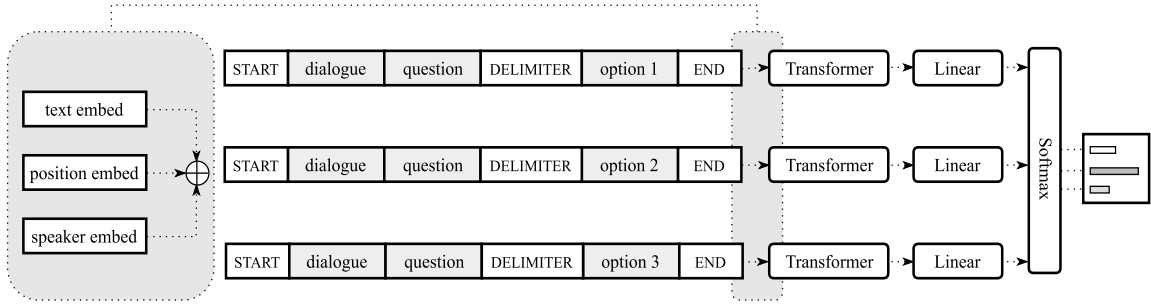 START dialogue question DELIMITER option 1 END Transformer Linear
text embed
position embed
speaker embed
START dialogue question DELIMITER option 2 END Transformer Linear
Softmax
START dialogue question DELIMITER option 3 END Transformer Linear